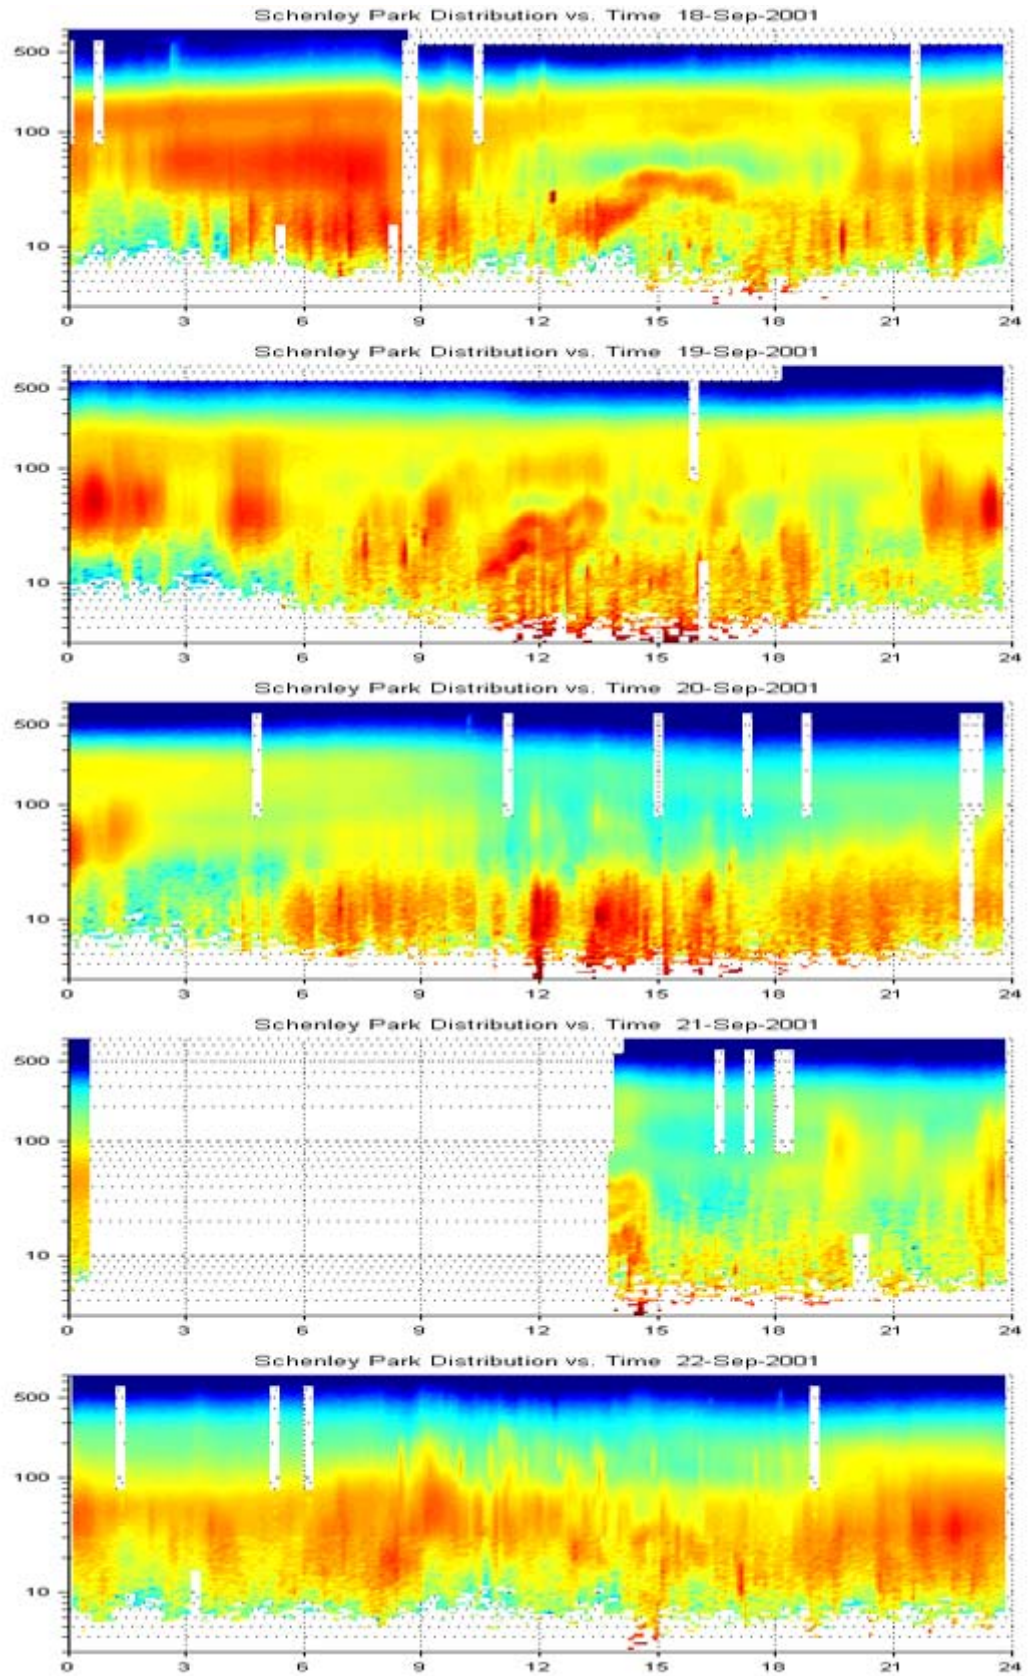 Schenley Park Distribution vs. Time 18-Sep-2001
500
100
10
0 3 6 9 12 15 18 21 24
Schenley Park Distribution vs. Time 19-Sep-2001
500
100
10
0 3 6 9 12 15 18 21 24
Schenley Park Distribution vs. Time 20-Sep-2001
500
100
10
0 3 6 9 12 15 18 21 24
Schenley Park Distribution vs. Time 21-Sep-2001
500
100
10
0 3 6 9 12 15 18 21 24
Schenley Park Distribution vs. Time 22-Sep-2001
500
100
10
0 3 6 9 12 15 18 21 24